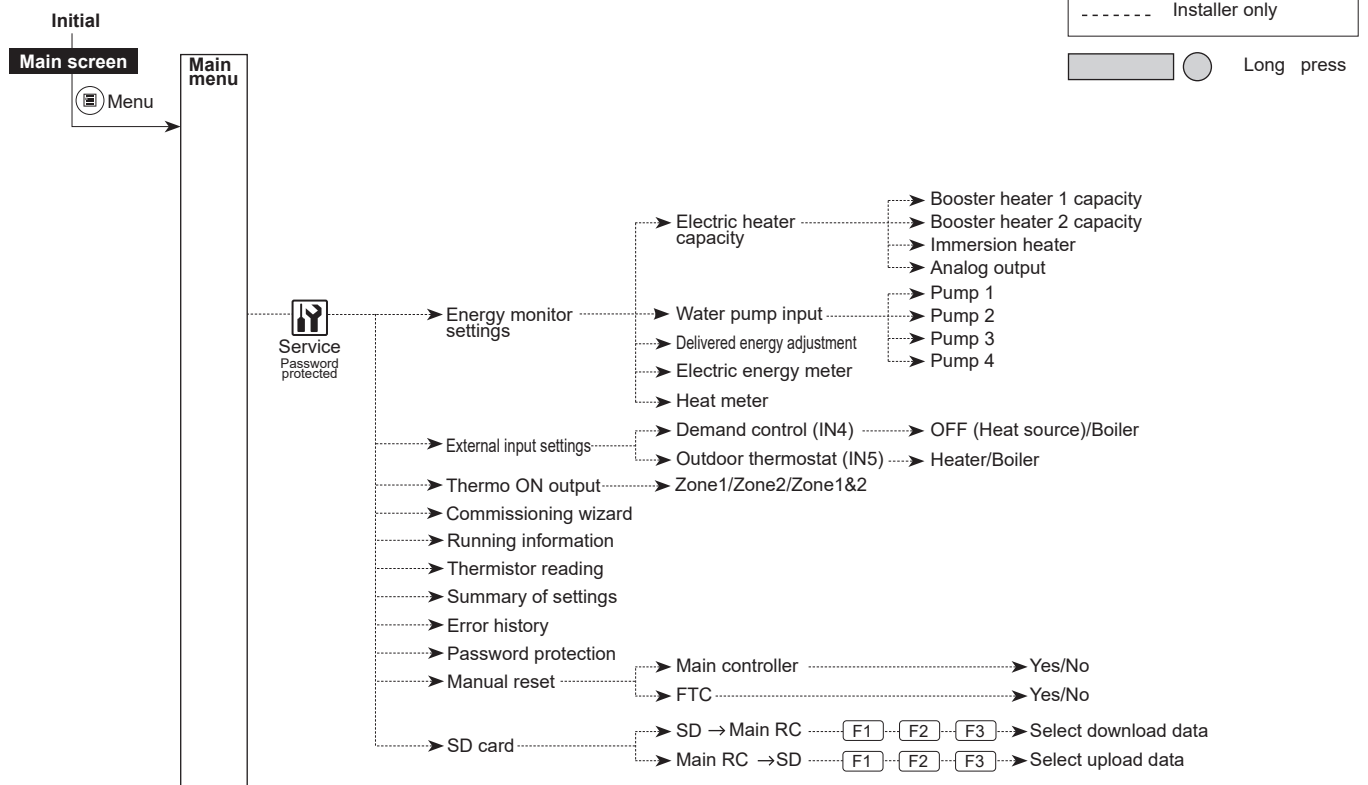 Initial
Main screen
Menu
Main
menu
Installer only
Long press
Service
Password
protected
Energy monitor
settings
Electric heater
capacity
Booster heater 1 capacity
Booster heater 2 capacity
Immersion heater
Analog output
Water pump input
Pump 1
Pump 2
Pump 3
Pump 4
Delivered energy adjustment
Electric energy meter
Heat meter
External input settings
Demand control (IN4)
OFF (Heat source)/Boiler
Outdoor thermostat (IN5)
Heater/Boiler
Thermo ON output
Zone1/Zone2/Zone1&2
Commissioning wizard
Running information
Thermistor reading
Summary of settings
Error history
Password protection
Manual reset
Main controller
Yes/No
FTC
Yes/No
SD card
SD → Main RC
F1 F2 F3
Select download data
Main RC → SD
F1 F2 F3
Select upload data